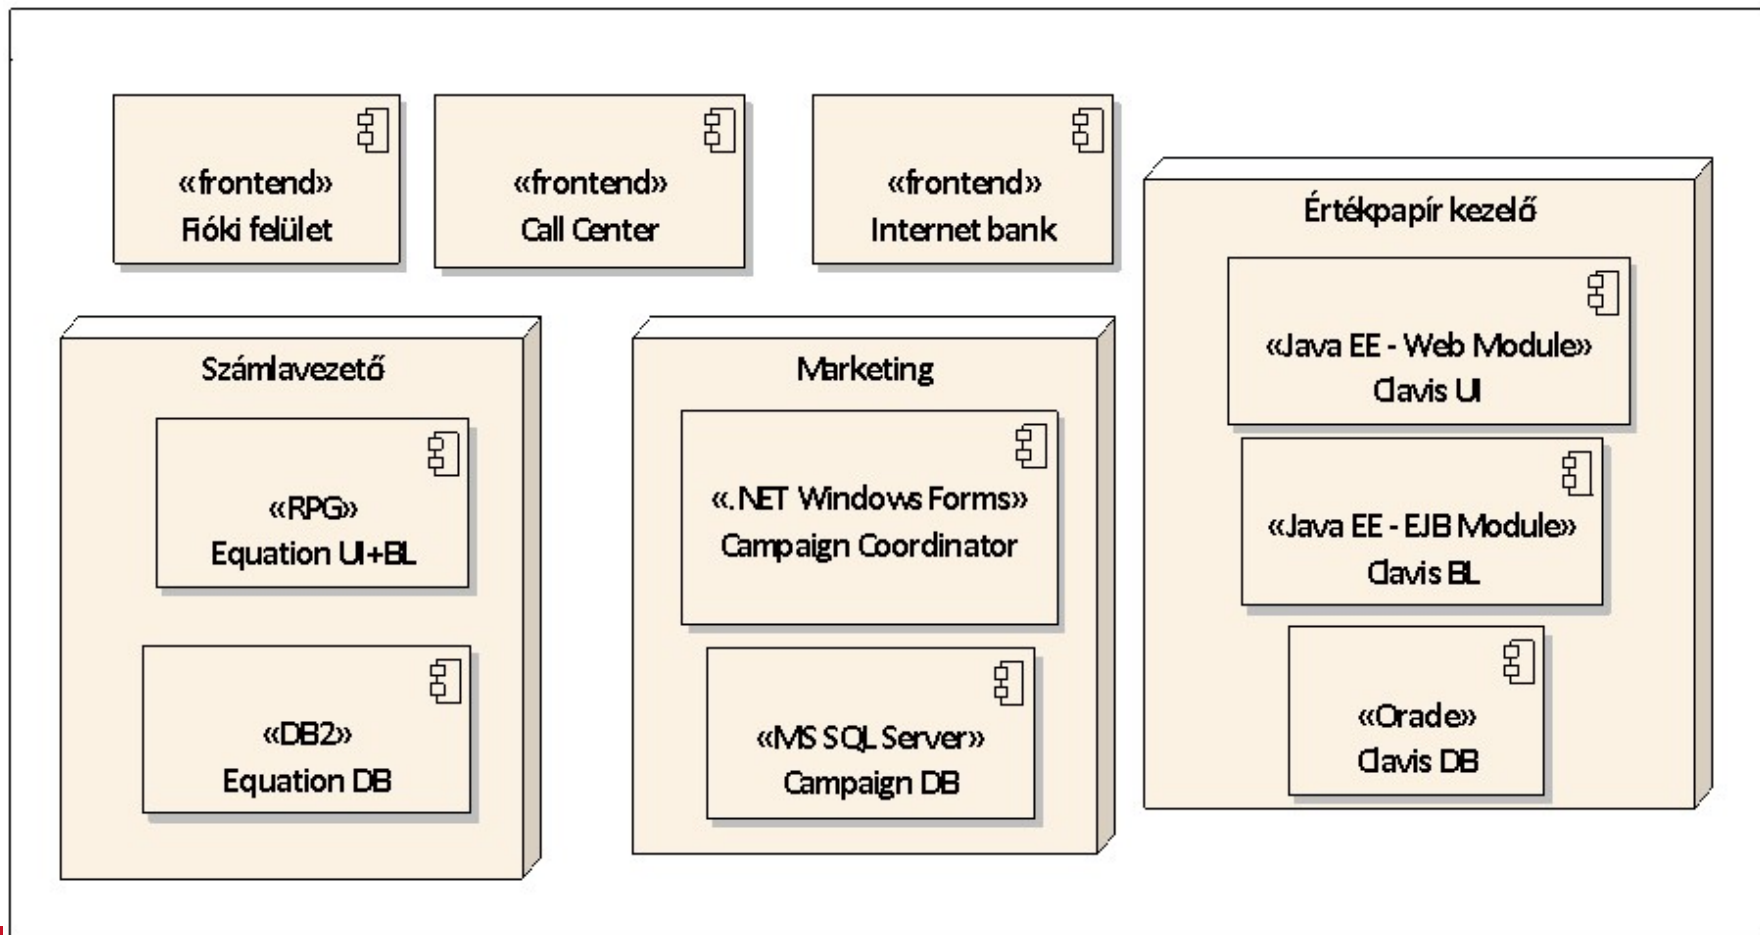 «frontend»
Fióki felület
«frontend»
Call Center
«frontend»
Internet bank
Számlavezető
«RPG»
Equation UI+BL
«DB2»
Equation DB
Marketing
«.NET Windows Forms»
Campaign Coordinator
«MS SQL Server»
Campaign DB
Értékpapír kezelő
«Java EE - Web Module»
Clavis UI
«Java EE - EJB Module»
Clavis BL
«Oracle»
Clavis DB